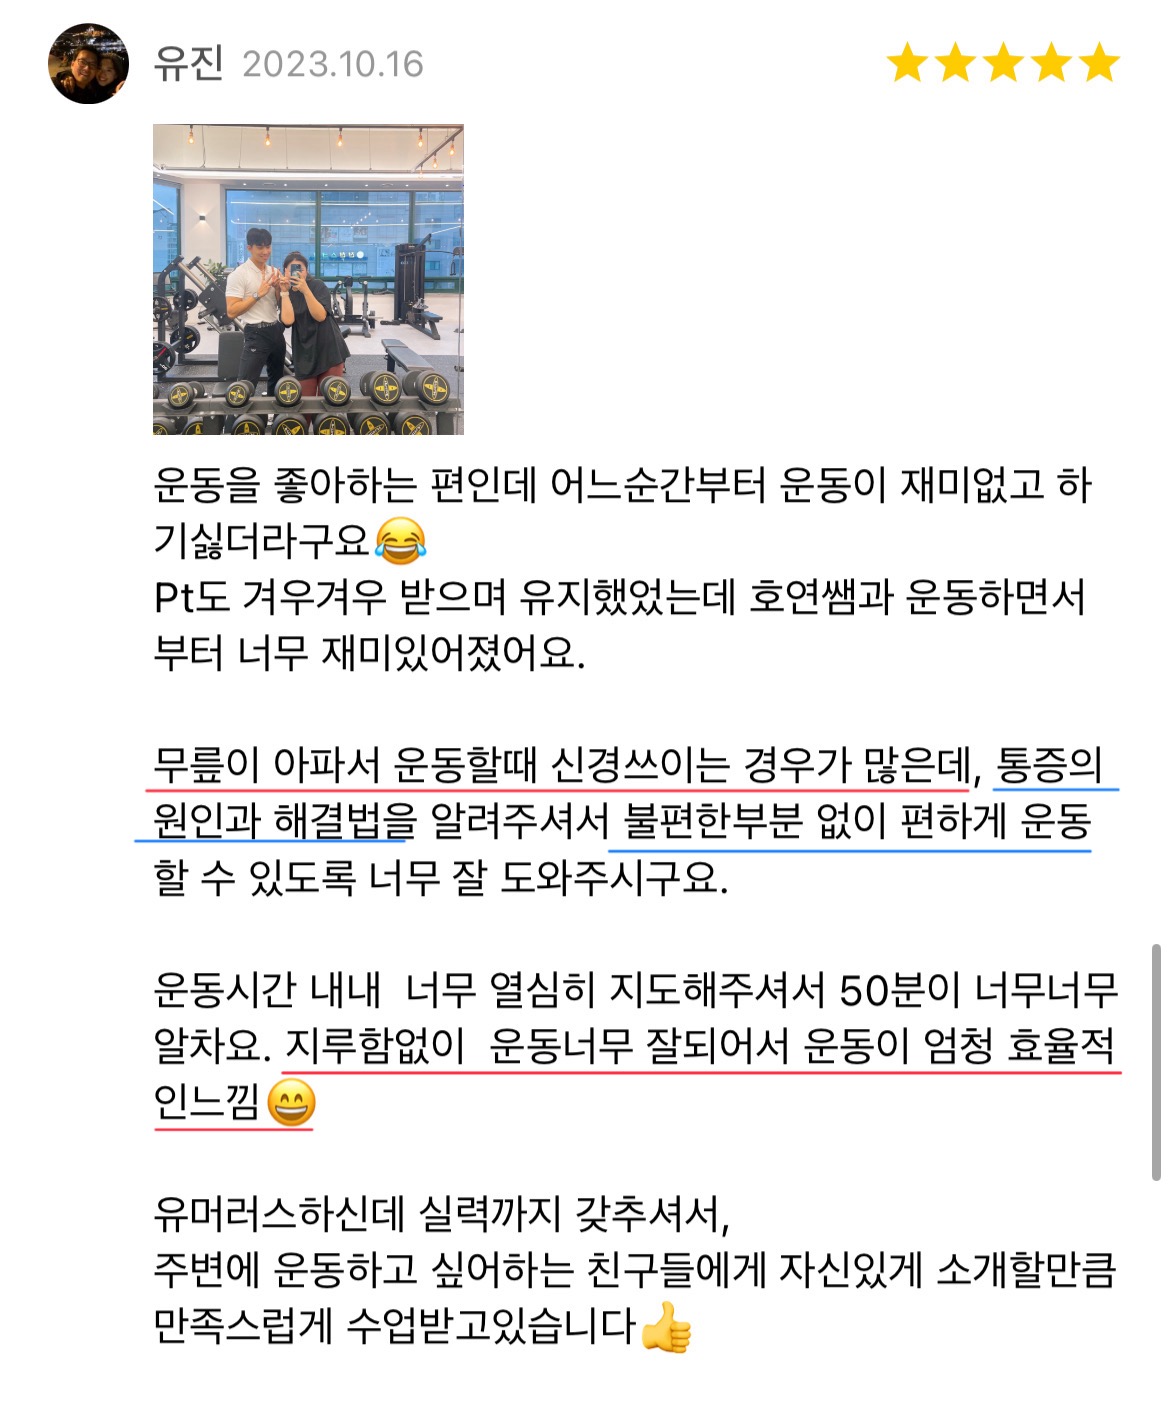 유진 2023.10.16
운동을 좋아하는 편인데 어느순간부터 운동이 재미없고 하
기싫더라구요😂
Pt도 겨우겨우 받으며 유지했었는데 호연쌤과 운동하면서
부터 너무 재미있어졌어요.
무릎이 아파서 운동할때 신경쓰이는 경우가 많은데, 통증의
원인과 해결법을 알려주셔서 불편한부분 없이 편하게 운동
할 수 있도록 너무 잘 도와주시구요.
운동시간 내내  너무 열심히 지도해주셔서 50분이 너무너무
알차요. 지루함없이  운동너무 잘되어서 운동이 엄청 효율적
인느낌😄
유머러스하신데 실력까지 갖추셔서,
주변에 운동하고 싶어하는 친구들에게 자신있게 소개할만큼
만족스럽게 수업받고있습니다👍